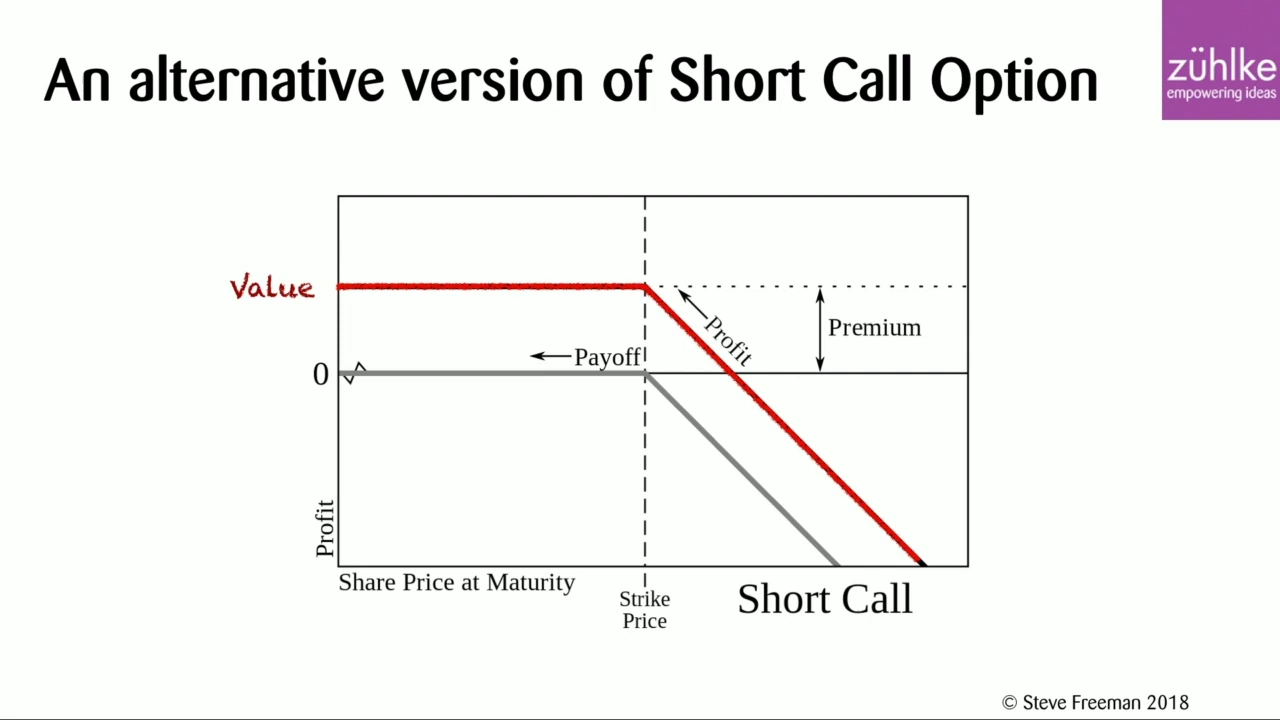 An alternative version of Short Call Option
zühlke
empowering ideas
Value
Profit
Premium
Payoff
0
Profit
Share Price at Maturity
Strike
Price
Short Call
© Steve Freeman 2018